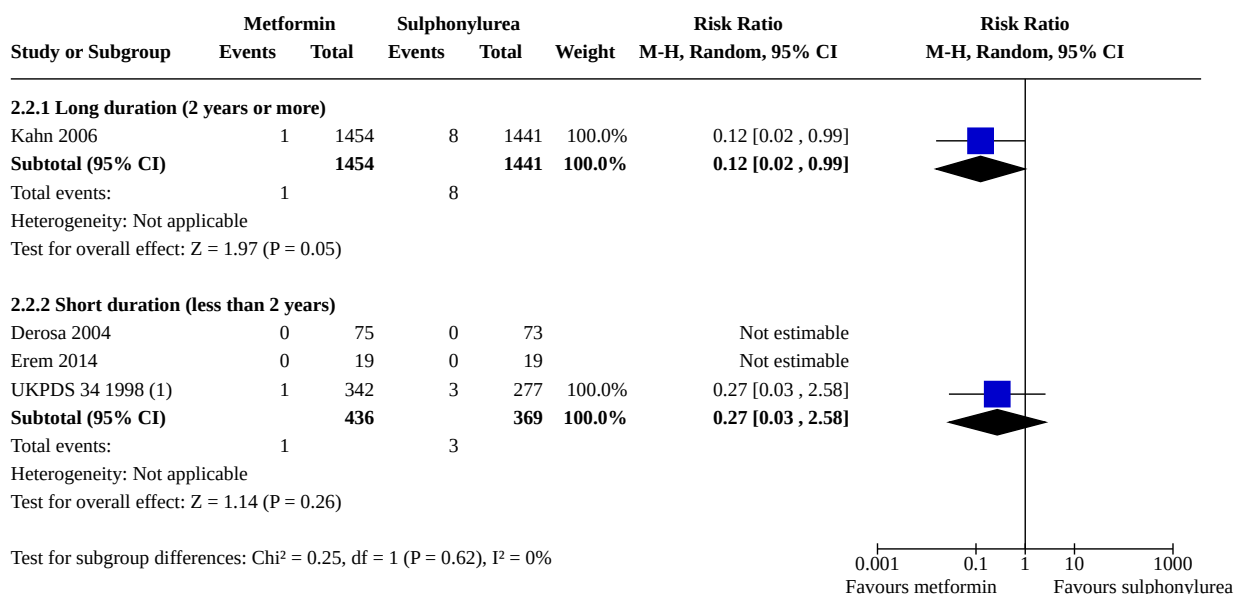 Metformin Sulphonylurea Risk Ratio Risk Ratio
Study or Subgroup Events Total Events Total Weight M-H, Random, 95% CI M-H, Random, 95% CI
2.2.1 Long duration (2 years or more)
Kahn 2006 1 1454 8 1441 100.0% 0.12 [0.02 , 0.99]
Subtotal (95% CI) 1454 1441 100.0% 0.12 [0.02 , 0.99]
Total events: 1 8
Heterogeneity: Not applicable
Test for overall effect: Z = 1.97 (P = 0.05)
2.2.2 Short duration (less than 2 years)
Derosa 2004 0 75 0 73 Not estimable
Erem 2014 0 19 0 19 Not estimable
UKPDS 34 1998 (1) 1 342 3 277 100.0% 0.27 [0.03 , 2.58]
Subtotal (95% CI) 436 369 100.0% 0.27 [0.03 , 2.58]
Total events: 1 3
Heterogeneity: Not applicable
Test for overall effect: Z = 1.14 (P = 0.26)
Test for subgroup differences: Chi² = 0.25, df = 1 (P = 0.62), I² = 0%
0.001 0.1 1 10 1000
Favours metformin Favours sulphonylurea